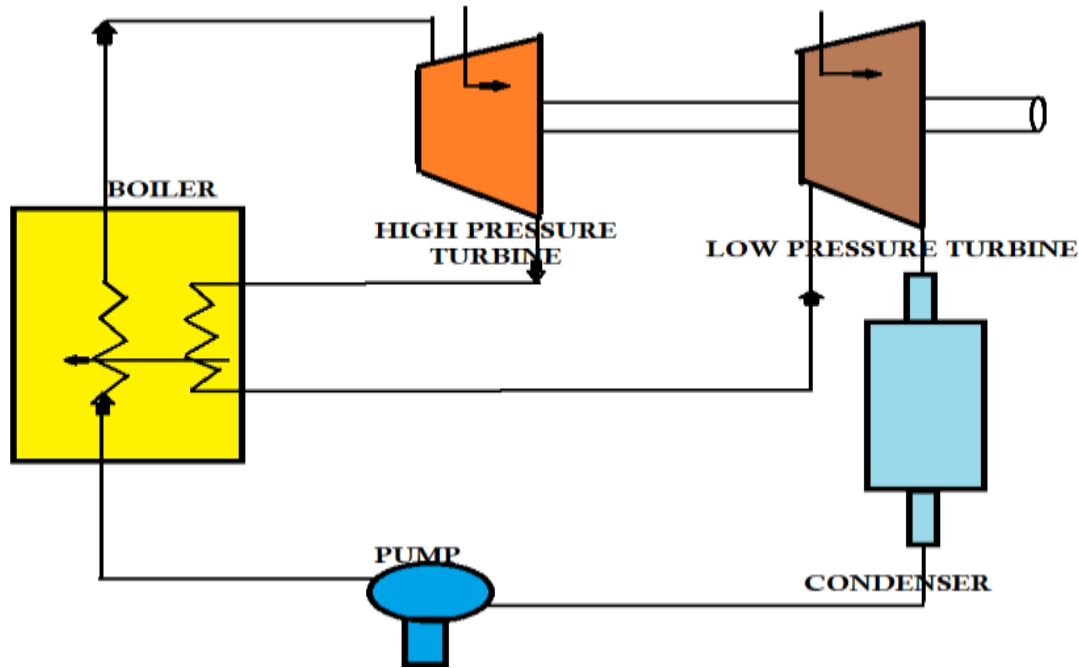 BOILER
HIGH PRESSURE
TURBINE
LOW PRESSURE TURBINE
PUMP
CONDENSER